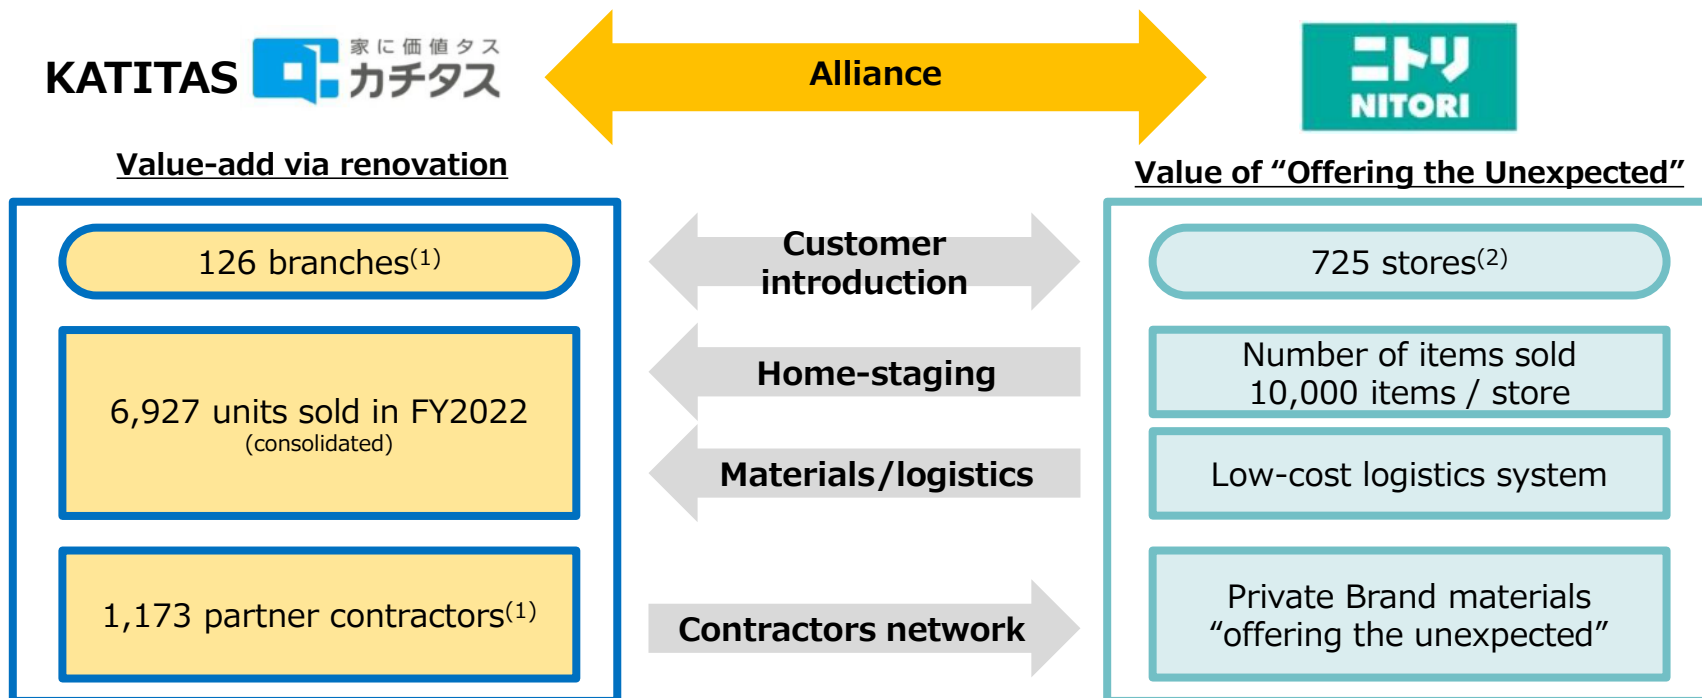 KATITAS
家に価値タス
カチタス
Alliance
ニトリ
NITORI
Value-add via renovation
Value of “Offering the Unexpected”
126 branches(1)
Customer
introduction
725 stores(2)
6,927 units sold in FY2022
(consolidated)
Home-staging
Number of items sold
10,000 items / store
Materials/logistics
Low-cost logistics system
1,173 partner contractors(1)
Contractors network
Private Brand materials
“offering the unexpected”